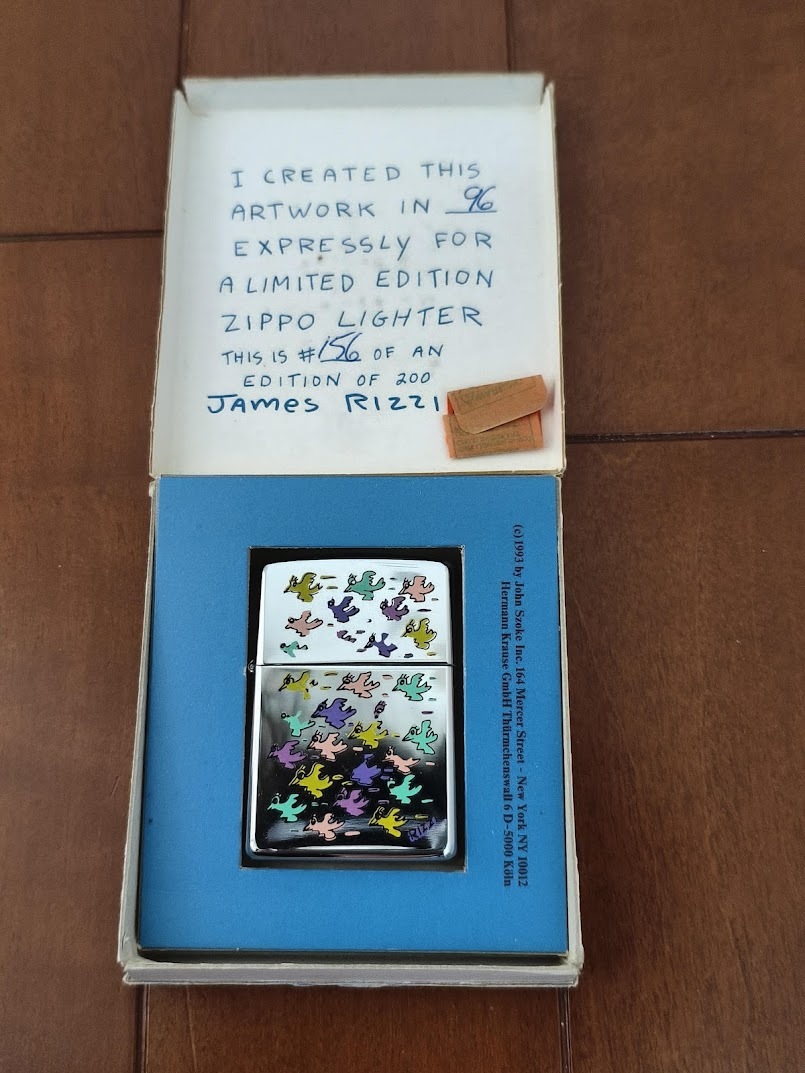 I CREATED THIS
ARTWORK IN 96
EXPRESSLY FOR
A LIMITED EDITION
ZIPPO LIGHTER
THIS IS #156 OF AN
EDITION OF 200
JAMES RIZZI
(c) 1993 by John Szoke Inc. 164 Mercer Street - New York NY 10012
Hermann Krause GmbH Thürmchenswall 6 D-5000 Köln
RIZZI